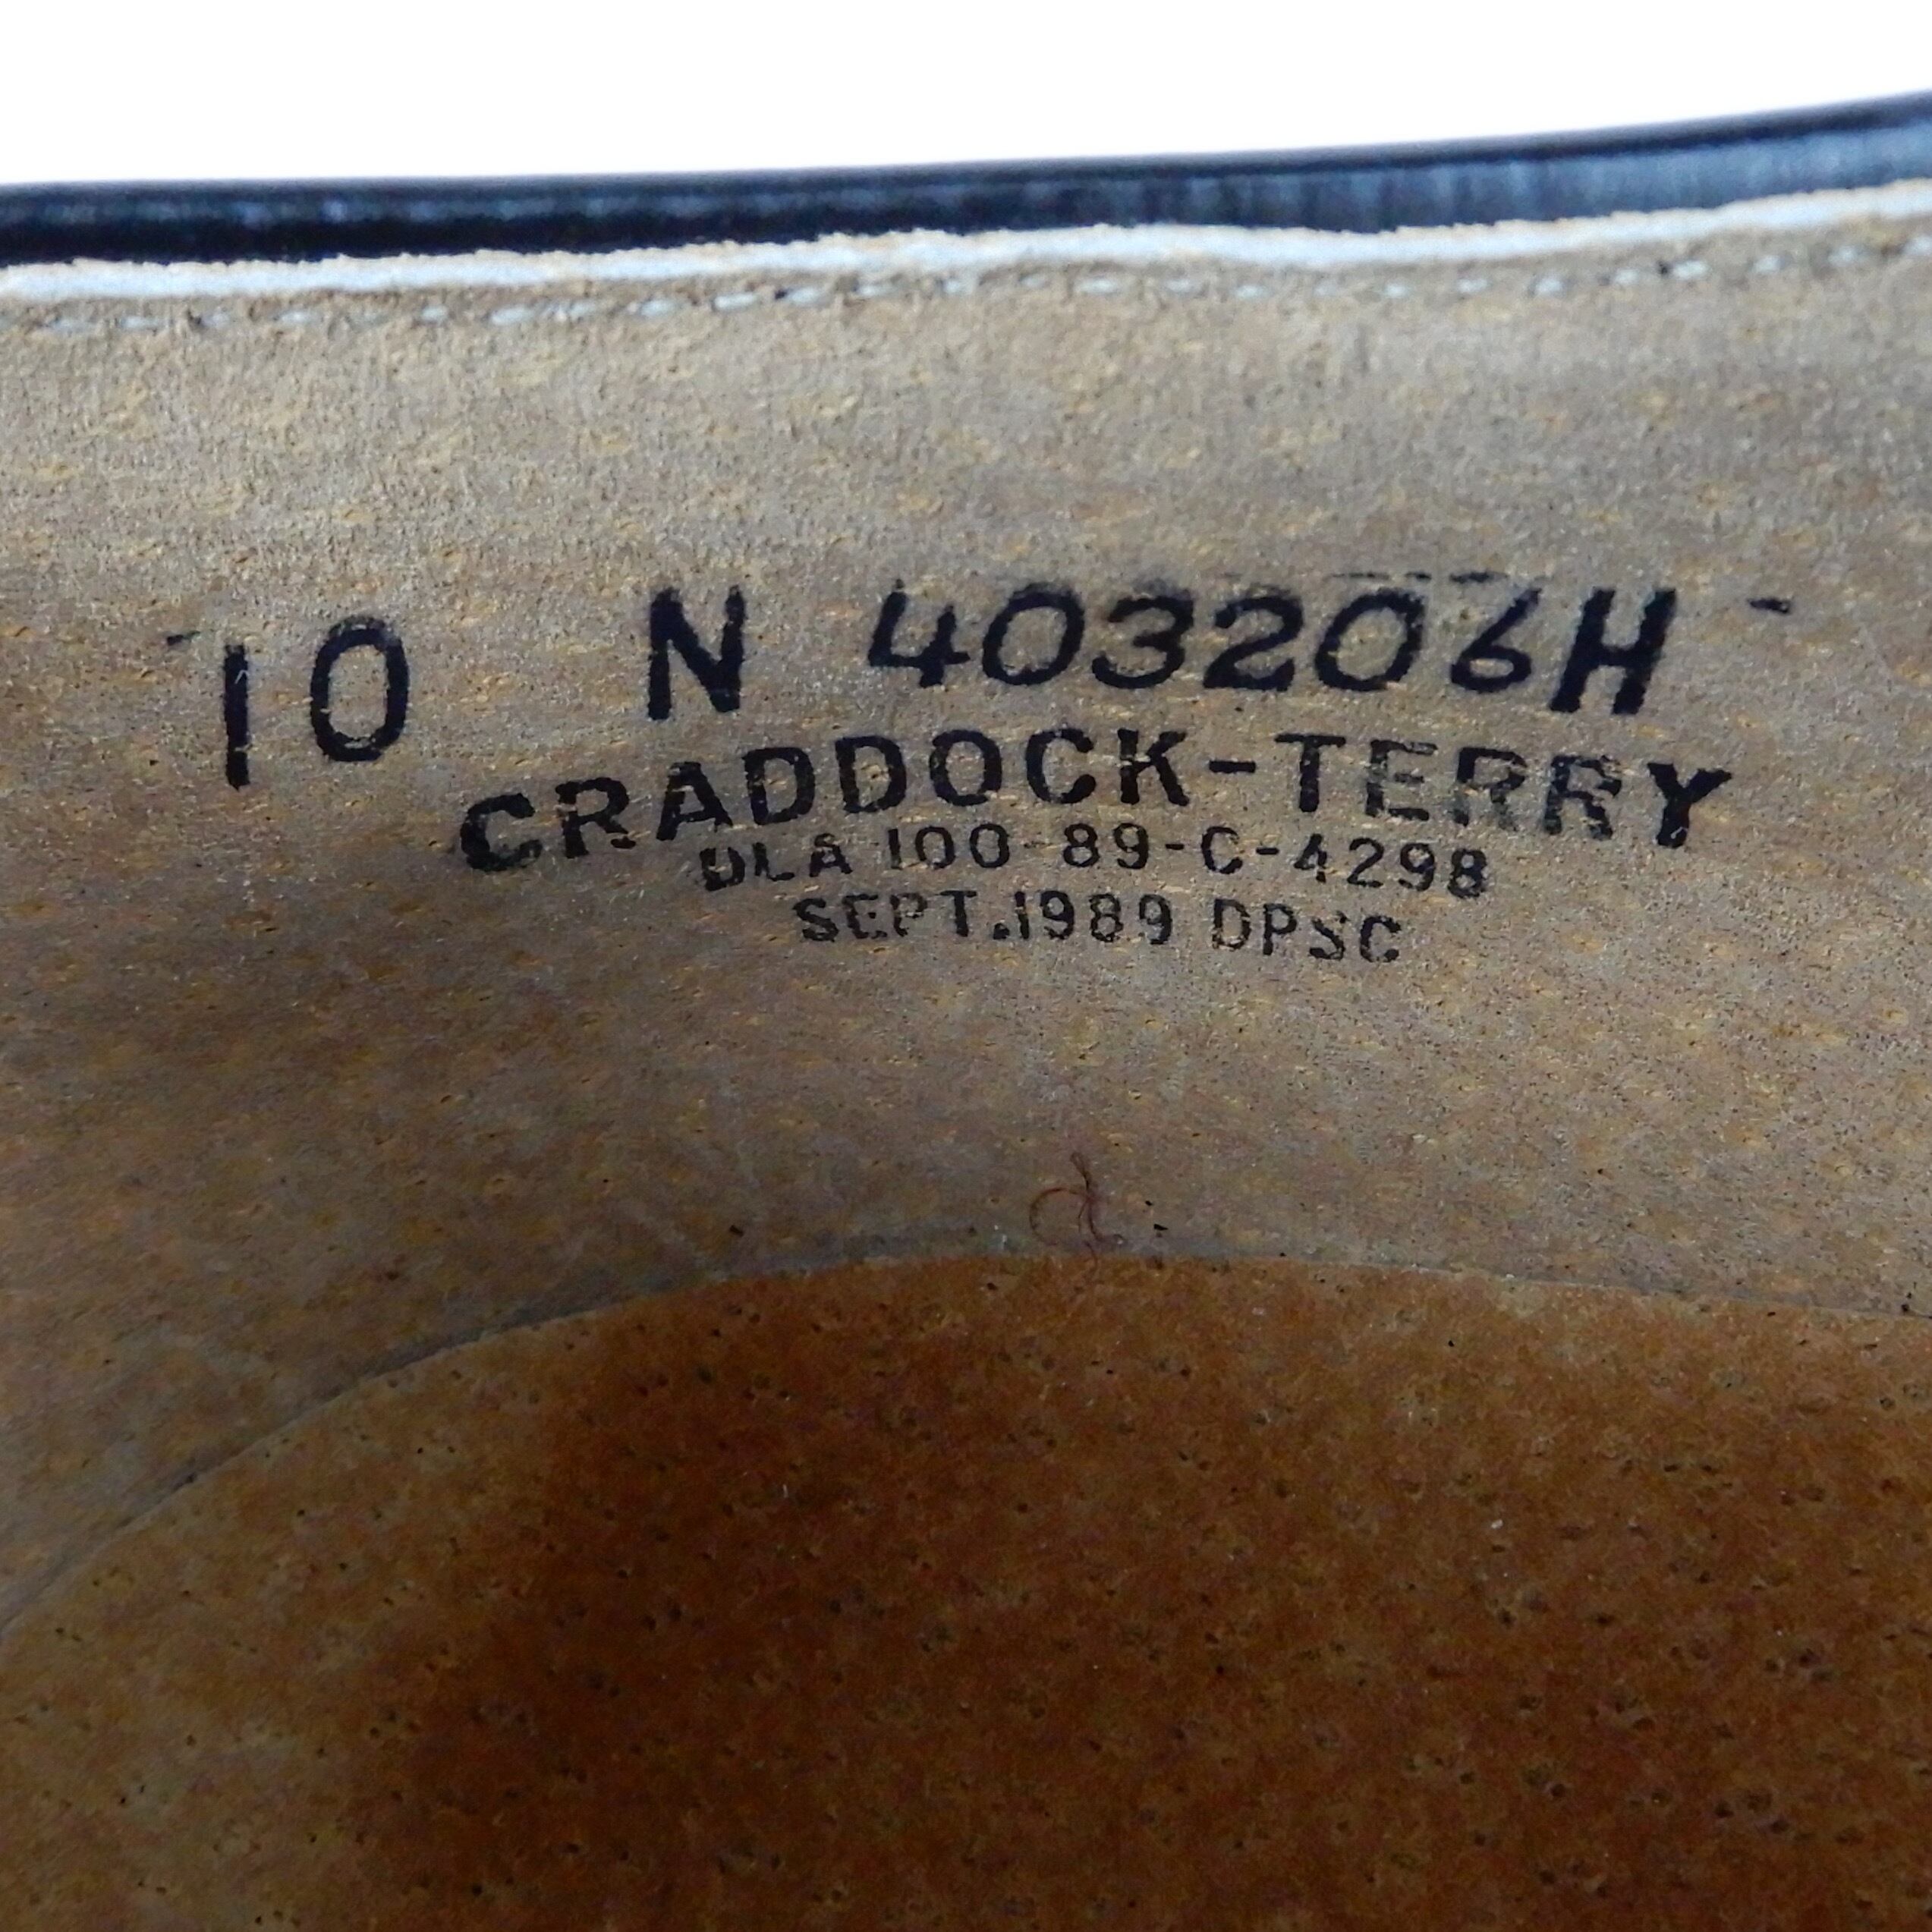 10 N 403206H
CRADDOCK-TERRY
DLA 100-89-C-4298
SEPT.1989 DPSC